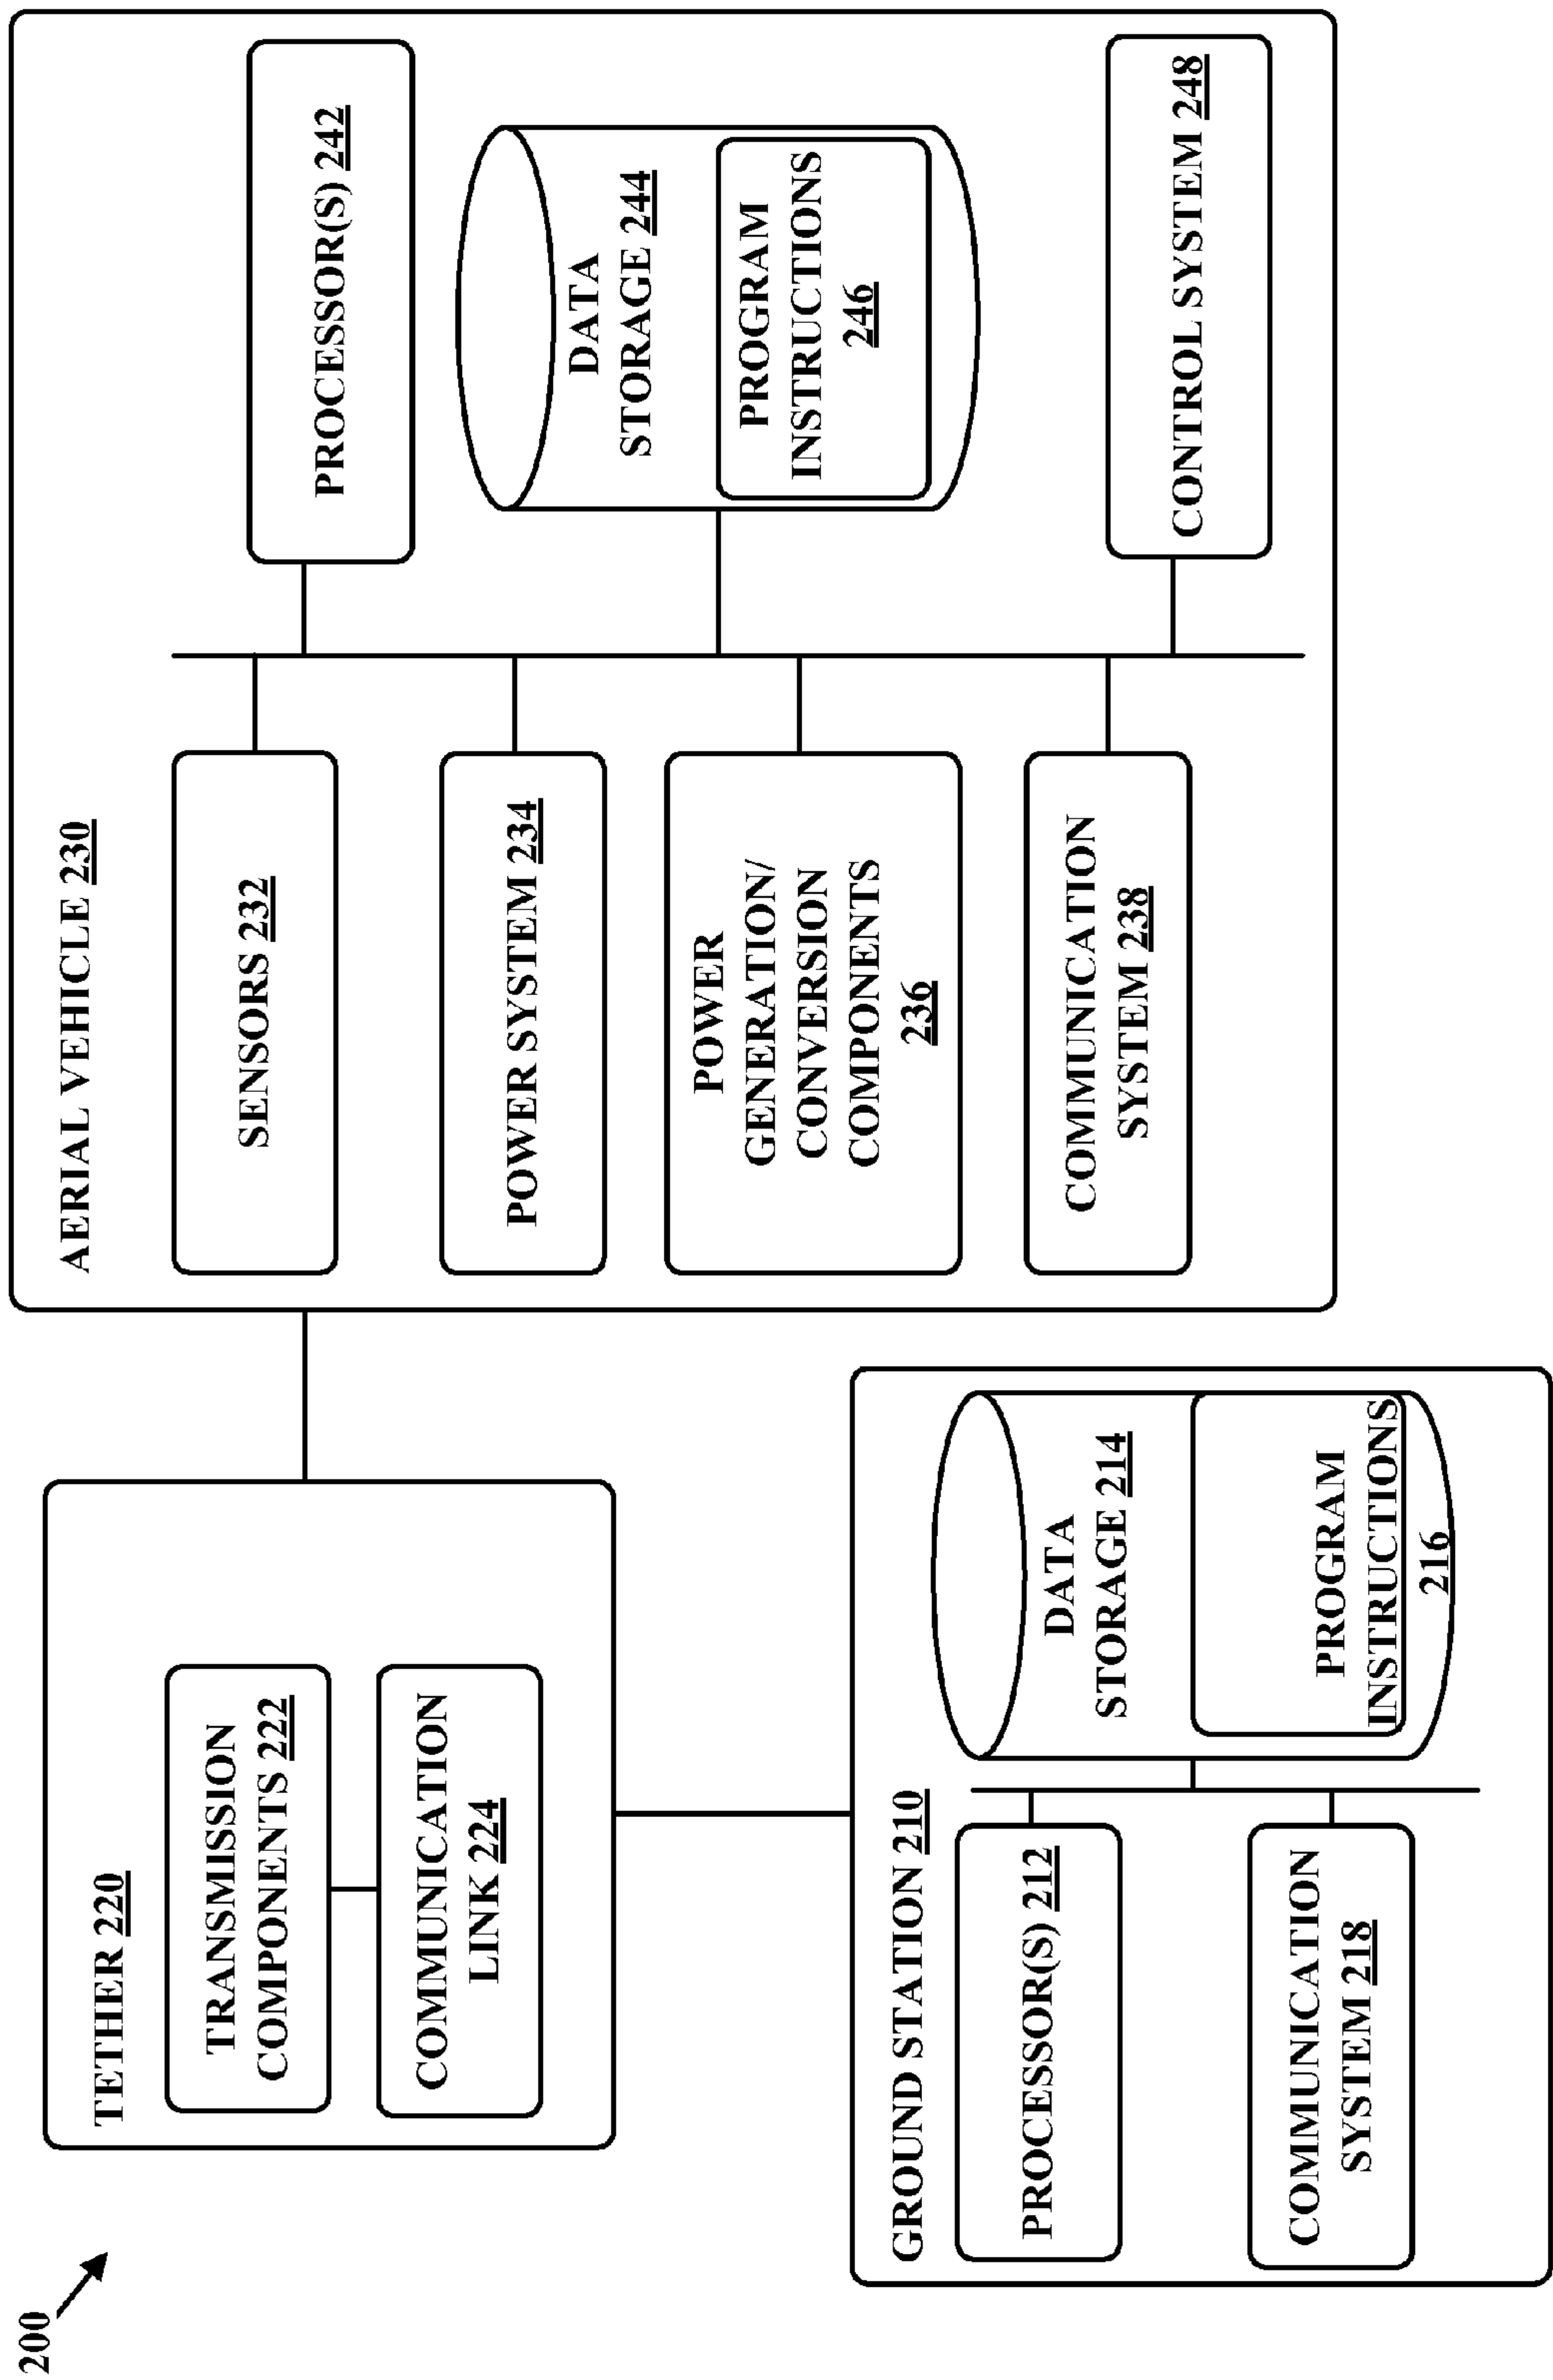 200
TETHER 220
TRANSMISSION
COMPONENTS 222
COMMUNICATION
LINK 224
GROUND STATION 210
PROCESSOR(S) 212
COMMUNICATION
SYSTEM 218
DATA
STORAGE 214
PROGRAM
INSTRUCTIONS
216
AERIAL VEHICLE 230
SENSORS 232
POWER SYSTEM 234
POWER
GENERATION/
CONVERSION
COMPONENTS
236
COMMUNICATION
SYSTEM 238
PROCESSOR(S) 242
DATA
STORAGE 244
PROGRAM
INSTRUCTIONS
246
CONTROL SYSTEM 248